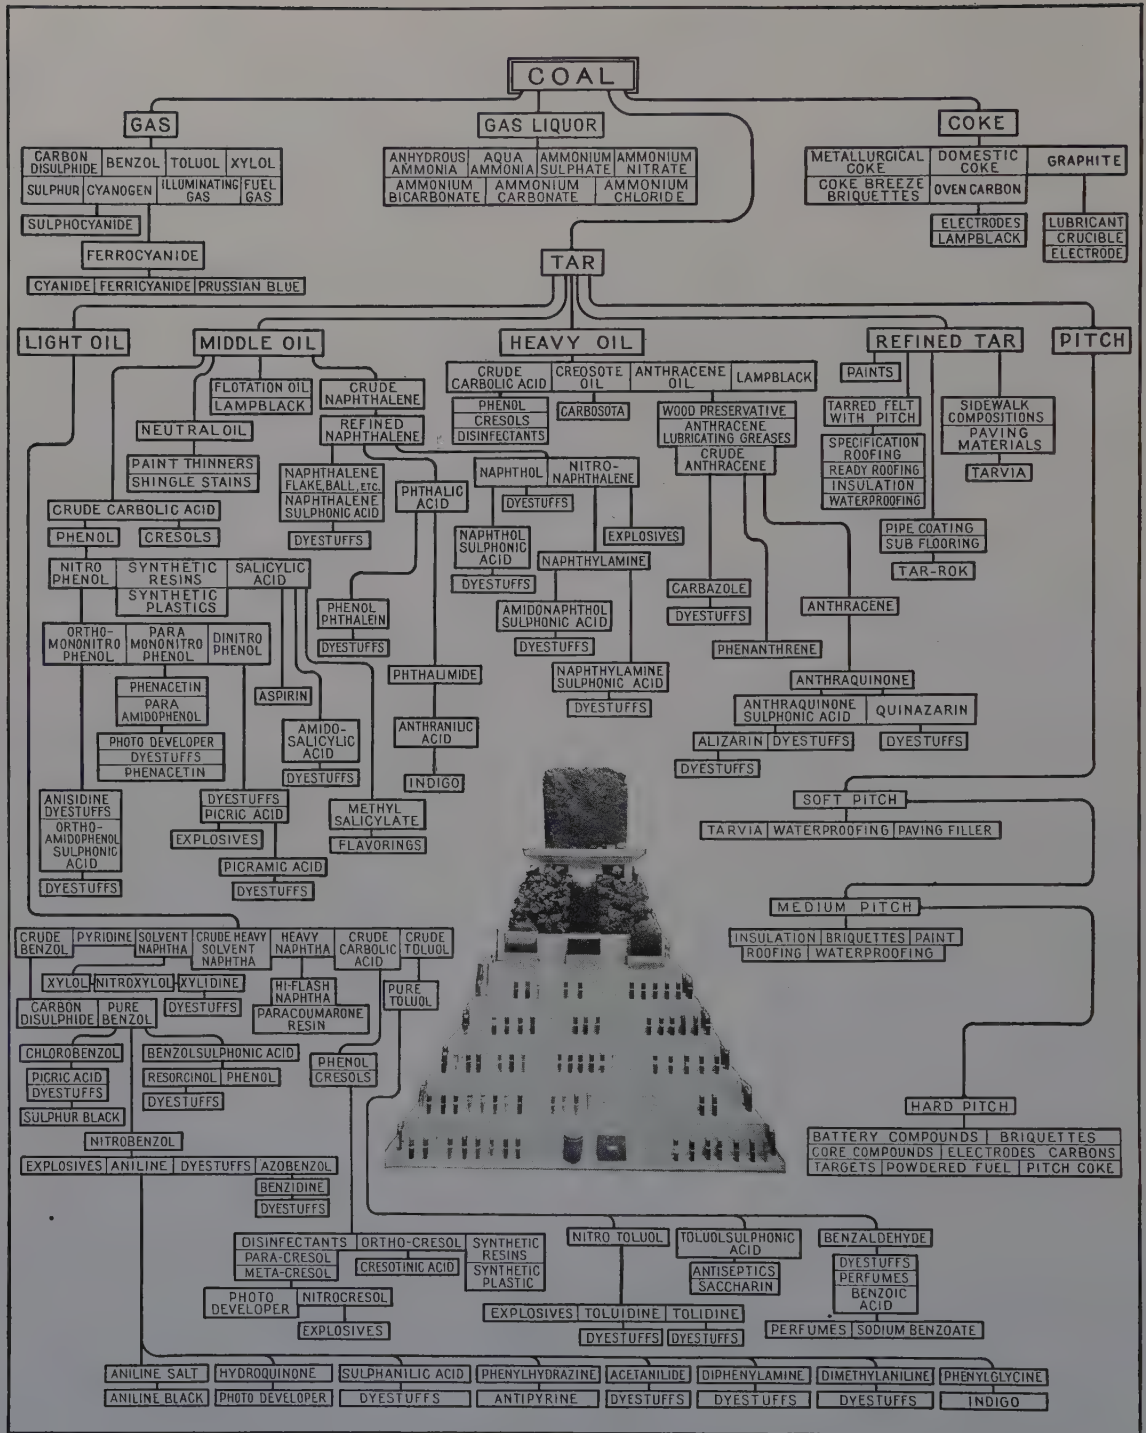 COAL
GAS
GAS LIQUOR
COKE
CARBON DISULPHIDE
BENZOL
TOLUOL
XYLOL
SULPHUR
CYANOGEN
ILLUMINATING GAS
FUEL GAS
SULPHOCYANIDE
FERROCYANIDE
CYANIDE
FERRICYANIDE
PRUSSIAN BLUE
ANHYDROUS AMMONIA
AQUA AMMONIA
AMMONIUM SULPHATE
AMMONIUM NITRATE
AMMONIUM BICARBONATE
AMMONIUM CARBONATE
AMMONIUM CHLORIDE
METALLURGICAL COKE
DOMESTIC COKE
GRAPHITE
COKE BREEZE BRIQUETTES
OVEN CARBON
ELECTRODES
LAMPBLACK
LUBRICANT
CRUCIBLE
ELECTRODE
TAR
LIGHT OIL
MIDDLE OIL
HEAVY OIL
REFINED TAR
PITCH
FLOTATION OIL
LAMPBLACK
CRUDE NAPHTHALENE
NEUTRAL OIL
REFINED NAPHTHALENE
PAINT THINNERS
SHINGLE STAINS
NAPHTHALENE FLAKE, BALL, ETC.
NAPHTHALENE SULPHONIC ACID
DYESTUFFS
PHTHALIC ACID
CRUDE CARBOLIC ACID
PHENOL
CRESOLS
NITRO PHENOL
SYNTHETIC RESINS
SALICYLIC ACID
SYNTHETIC PLASTICS
PHENOL PHTHALEIN
DYESTUFFS
ORTHO-MONONITRO PHENOL
PARA MONONITRO PHENOL
DINITRO PHENOL
PHENACETIN
PARA AMIDOPHENOL
ASPIRIN
PHTHALIMIDE
PHOTO DEVELOPER
DYESTUFFS
PHENACETIN
AMIDO-SALICYLIC ACID
DYESTUFFS
ANTHRANILIC ACID
INDIGO
ANISIDINE DYESTUFFS
ORTHO-AMIDOPHENOL SULPHONIC ACID
DYESTUFFS
DYESTUFFS
PICRIC ACID
EXPLOSIVES
PICRAMIC ACID
DYESTUFFS
METHYL SALICYLATE
FLAVORINGS
CRUDE CARBOLIC ACID
CREOSOTE OIL
ANTHRACENE OIL
LAMPBLACK
PHENOL
CRESOLS
DISINFECTANTS
CARBOSOTA
WOOD PRESERVATIVE
ANTHRACENE LUBRICATING GREASES
CRUDE ANTHRACENE
NAPHTHOL
NITRO-NAPHTHALENE
DYESTUFFS
NAPHTHOL SULPHONIC ACID
DYESTUFFS
EXPLOSIVES
NAPHTHYLAMINE
AMIDONAPHTHOL SULPHONIC ACID
DYESTUFFS
NAPHTHYLAMINE SULPHONIC ACID
DYESTUFFS
CARBAZOLE
DYESTUFFS
PHENANTHRENE
ANTHRACENE
ANTHRAQUINONE
ANTHRAQUINONE SULPHONIC ACID
QUINAZARIN
ALIZARIN
DYESTUFFS
DYESTUFFS
DYESTUFFS
PAINTS
TARRED FELT WITH PITCH
SPECIFICATION ROOFING
READY ROOFING
INSULATION
WATERPROOFING
SIDEWALK COMPOSITIONS
PAVING MATERIALS
TARVIA
PIPE COATING
SUB FLOORING
TAR-ROK
SOFT PITCH
TARVIA
WATERPROOFING
PAVING FILLER
MEDIUM PITCH
INSULATION
BRIQUETTES
PAINT
ROOFING
WATERPROOFING
HARD PITCH
BATTERY COMPOUNDS
BRIQUETTES
CORE COMPOUNDS
ELECTRODES CARBONS
TARGETS
POWDERED FUEL
PITCH COKE
CRUDE BENZOL
PYRIDINE
SOLVENT NAPHTHA
CRUDE HEAVY SOLVENT NAPHTHA
HEAVY NAPHTHA
CRUDE CARBOLIC ACID
CRUDE TOLUOL
XYLOL
NITROXYLOL
XYLIDINE
DYESTUFFS
HI-FLASH NAPHTHA
PARACOUMARONE RESIN
PURE TOLUOL
CARBON DISULPHIDE
PURE BENZOL
CHLOROBENZOL
PICRIC ACID
DYESTUFFS
SULPHUR BLACK
BENZOLSULPHONIC ACID
RESORCINOL
PHENOL
DYESTUFFS
PHENOL
CRESOLS
NITROBENZOL
EXPLOSIVES
ANILINE
DYESTUFFS
AZOBENZOL
BENZIDINE
DYESTUFFS
DISINFECTANTS
ORTHO-CRESOL
SYNTHETIC RESINS
PARA-CRESOL
META-CRESOL
CRESOTINIC ACID
SYNTHETIC PLASTIC
PHOTO DEVELOPER
NITROCRESOL
EXPLOSIVES
NITRO TOLUOL
TOLUOLSULPHONIC ACID
BENZALDEHYDE
ANTISEPTICS
SACCHARIN
DYESTUFFS
PERFUMES
BENZOIC ACID
EXPLOSIVES
TOLUIDINE
TOLIDINE
DYESTUFFS
DYESTUFFS
PERFUMES
SODIUM BENZOATE
ANILINE SALT
HYDROQUINONE
SULPHANILIC ACID
PHENYLHYDRAZINE
ACETANILIDE
DIPHENYLAMINE
DIMETHYLANILINE
PHENYLGLYCINE
ANILINE BLACK
PHOTO DEVELOPER
DYESTUFFS
ANTIPYRINE
DYESTUFFS
DYESTUFFS
DYESTUFFS
INDIGO